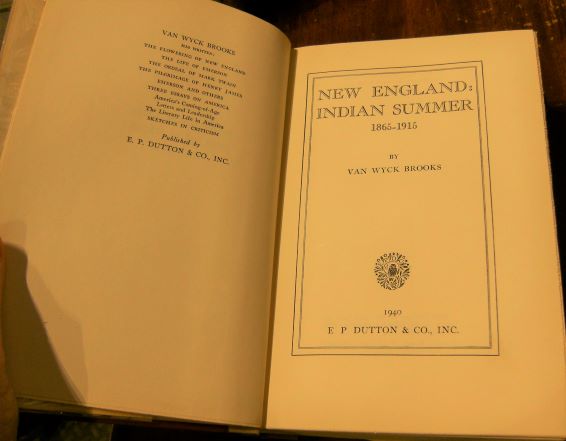 VAN WYCK BROOKS
HAS WRITTEN:
THE FLOWERING OF NEW ENGLAND
THE LIFE OF EMERSON
THE ORDEAL OF MARK TWAIN
THE PILGRIMAGE OF HENRY JAMES
EMERSON AND OTHERS
THREE ESSAYS ON AMERICA
America's Coming-of-Age
Letters and Leadership
The Literary Life in America
SKETCHES IN CRITICISM
Published by
E. P. DUTTON & CO., INC.
NEW ENGLAND:
INDIAN SUMMER
1865-1915
BY
VAN WYCK BROOKS
1940
E P. DUTTON & CO., INC.